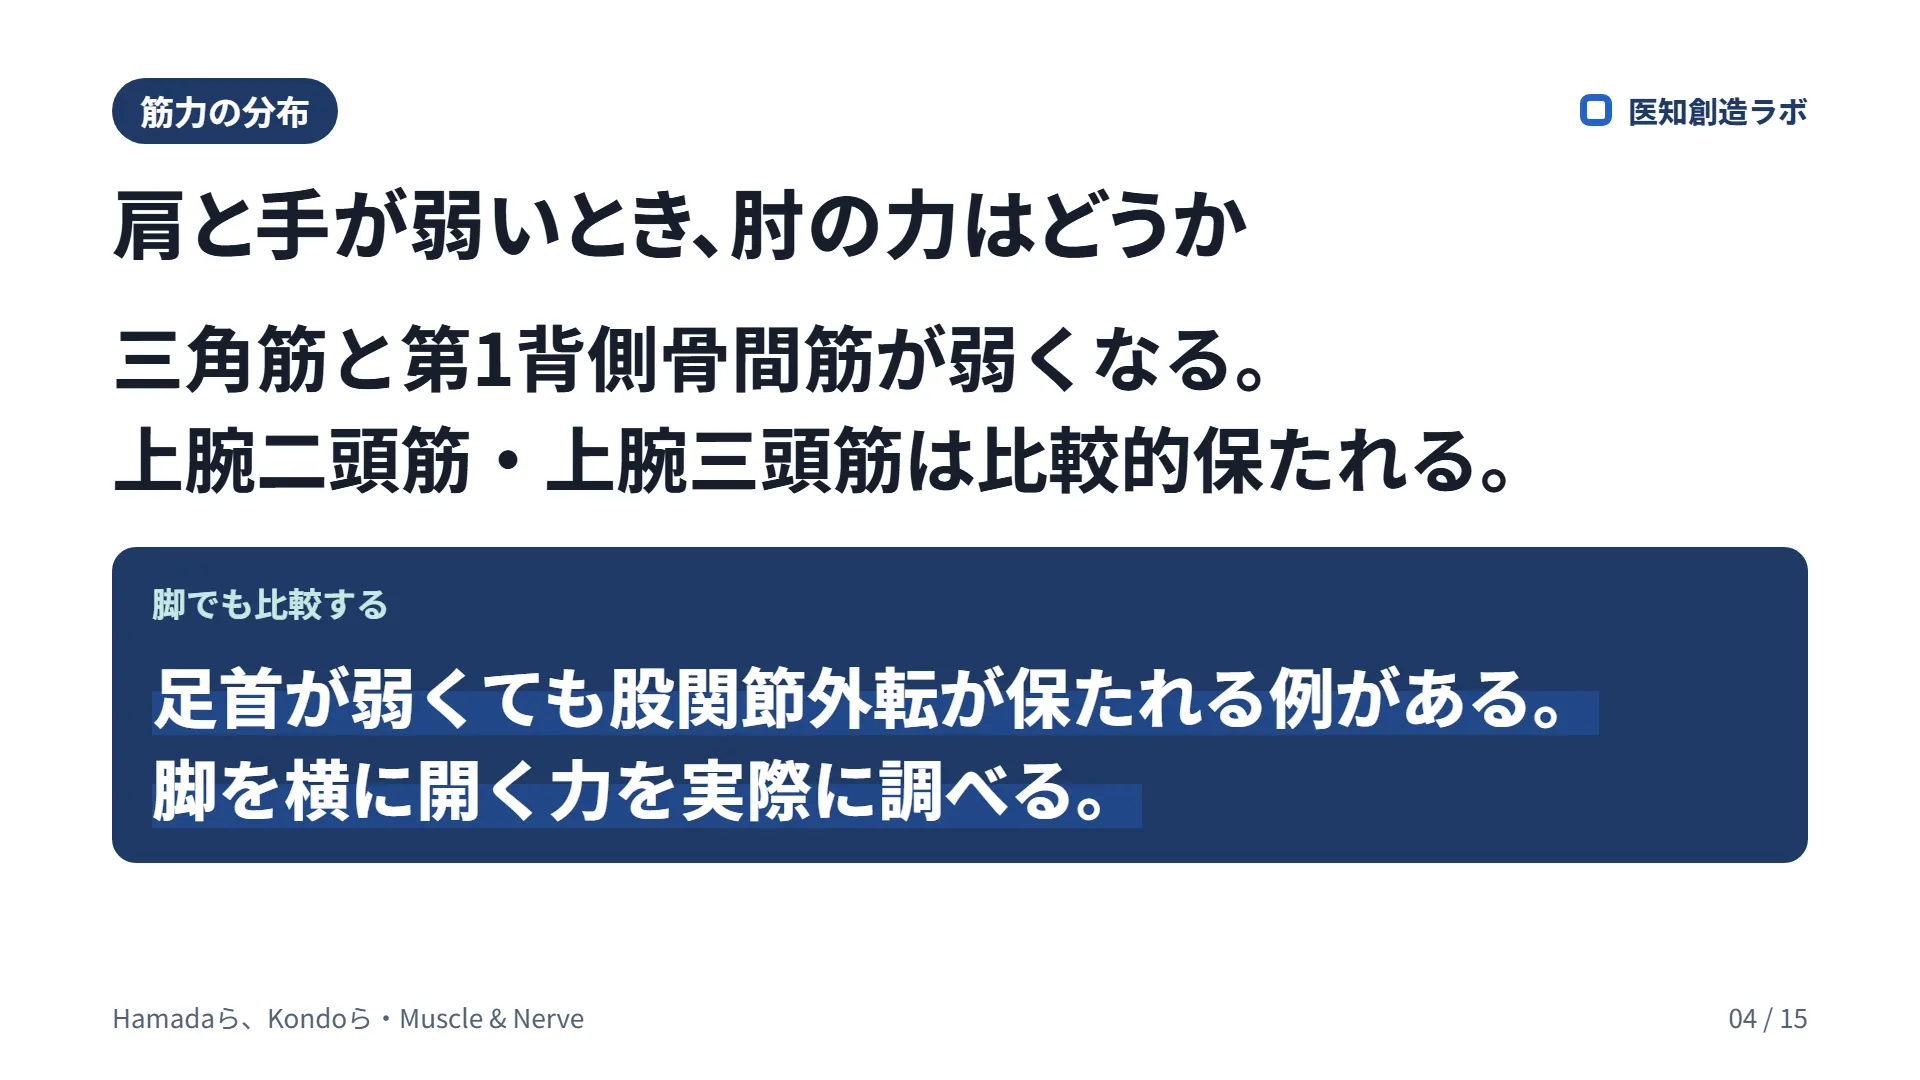 筋力の分布
医知創造ラボ
肩と手が弱いとき、肘の力はどうか
三角筋と第1背側骨間筋が弱くなる。
上腕二頭筋・上腕三頭筋は比較的保たれる。
脚でも比較する
足首が弱くても股関節外転が保たれる例がある。
脚を横に開く力を実際に調べる。
Hamadaら、Kondoら・Muscle & Nerve
04 / 15